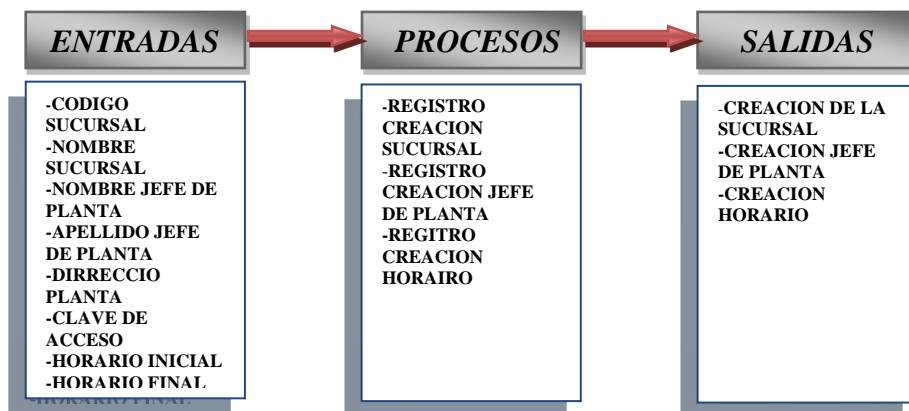 ENTRADAS
PROCESOS
SALIDAS
-CODIGO
SUCURSAL
-NOMBRE
SUCURSAL
-NOMBRE JEFE DE
PLANTA
-APELLIDO JEFE
DE PLANTA
-DIRRECCIO
PLANTA
-CLAVE DE
ACCESO
-HORARIO INICIAL
-HORARIO FINAL
-HORARIO FINAL
-REGISTRO
CREACION
SUCURSAL
-REGISTRO
CREACION JEFE
DE PLANTA
-REGITRO
CREACION
HORAIRO
-CREACION DE LA
SUCURSAL
-CREACION JEFE
DE PLANTA
-CREACION
HORARIO